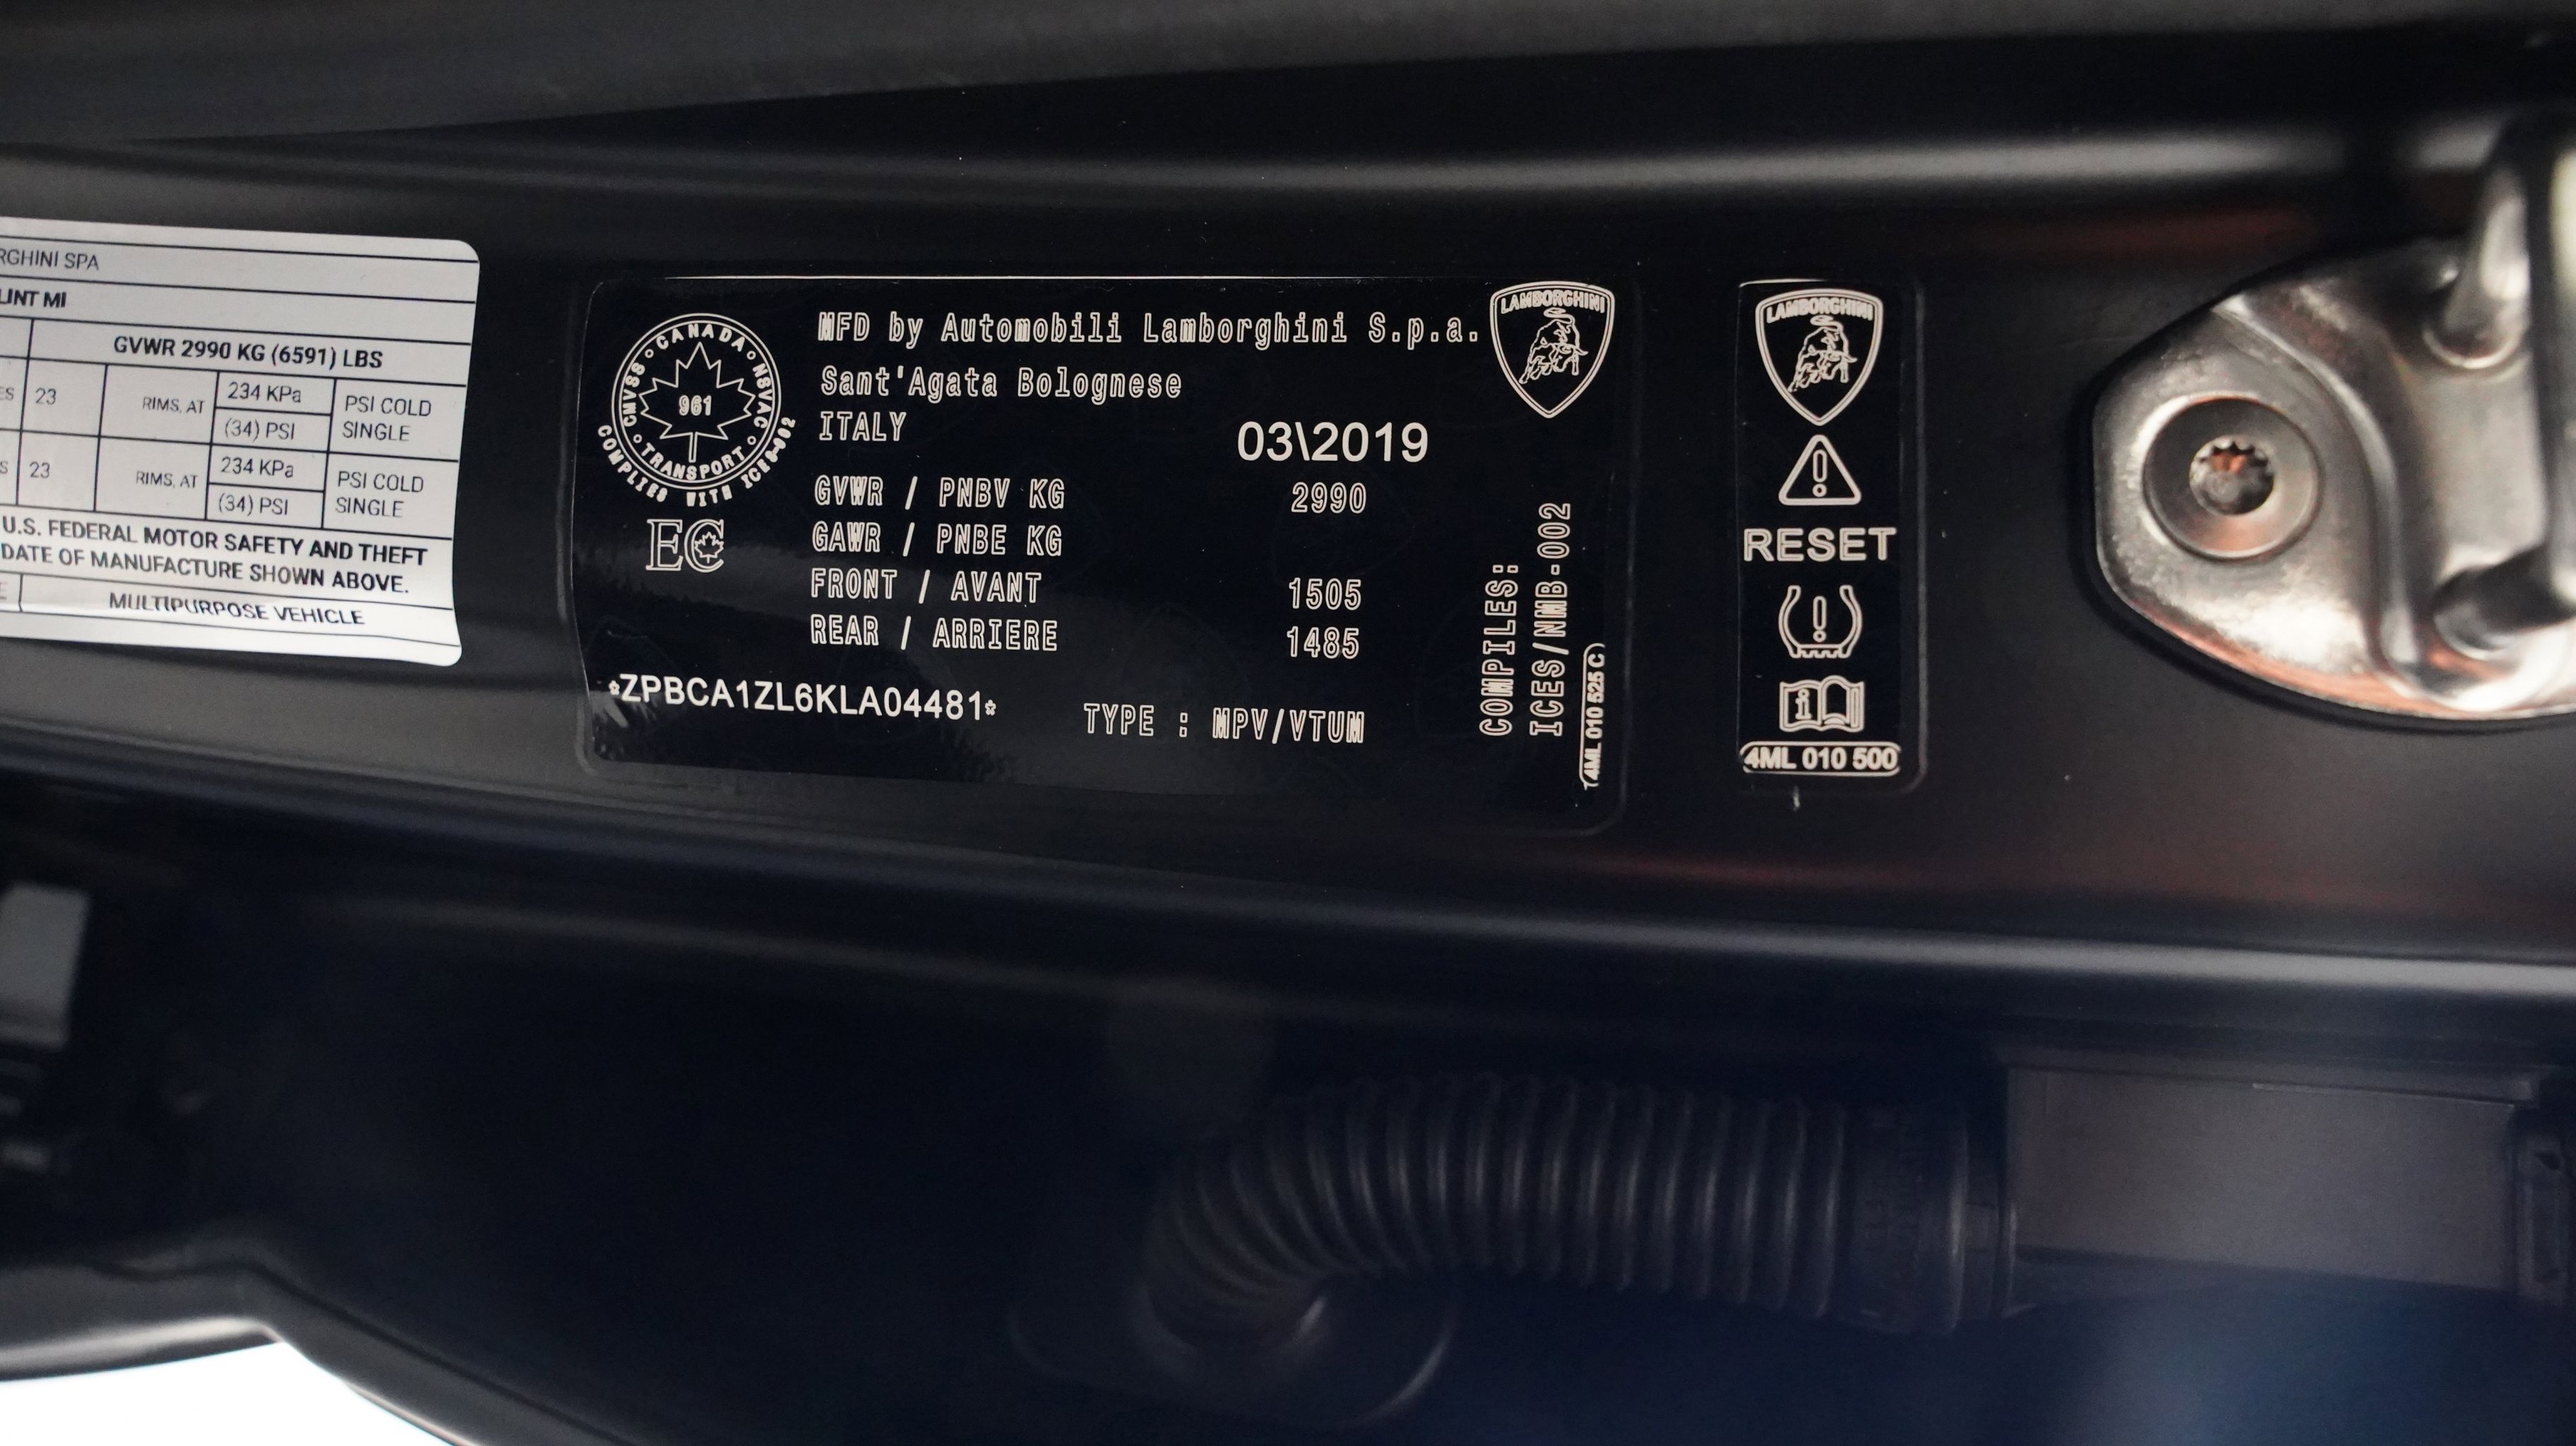 RGHINI SPA
LINT MI
GVWR 2990 KG (6591) LBS
ES 23 RIMS, AT 234 KPa (34) PSI PSI COLD SINGLE
S 23 RIMS, AT 234 KPa (34) PSI PSI COLD SINGLE
U.S. FEDERAL MOTOR SAFETY AND THEFT
DATE OF MANUFACTURE SHOWN ABOVE.
E MULTIPURPOSE VEHICLE
CANADA
NSVAC
TRANSPORT
CMVSS
961
COMPLIES WITH ICES-002
EC
MFD by Automobili Lamborghini S.p.a.
Sant'Agata Bolognese
ITALY
03\2019
GVWR / PNBV KG 2990
GAWR / PNBE KG
FRONT / AVANT 1505
REAR / ARRIERE 1485
*ZPBCA1ZL6KLA04481*
TYPE : MPV/VTUM
LAMBORGHINI
COMPILES:
ICES/NMB-002
4ML 010 525 C
LAMBORGHINI
RESET
4ML 010 500